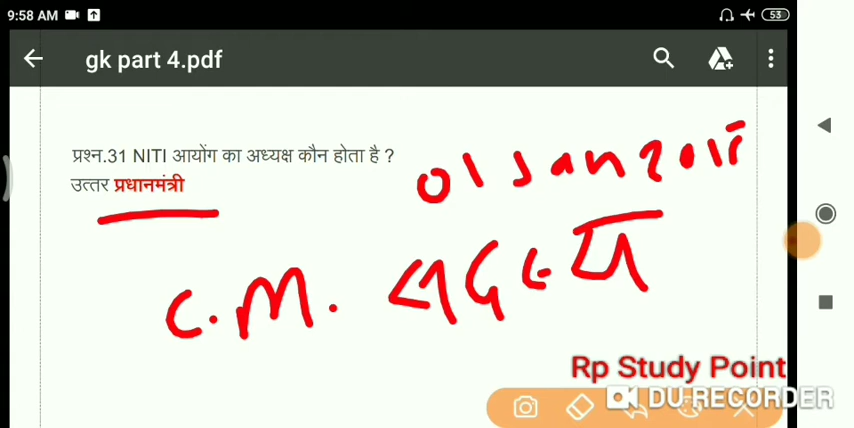 9:58 AM 53
gk part 4.pdf
प्रश्न.31 NITI आयोंग का अध्यक्ष कौन होता है ?
उत्तर प्रधानमंत्री
01 Jan 2015
C.M. सदस्य
Rp Study Point
DU RECORDER